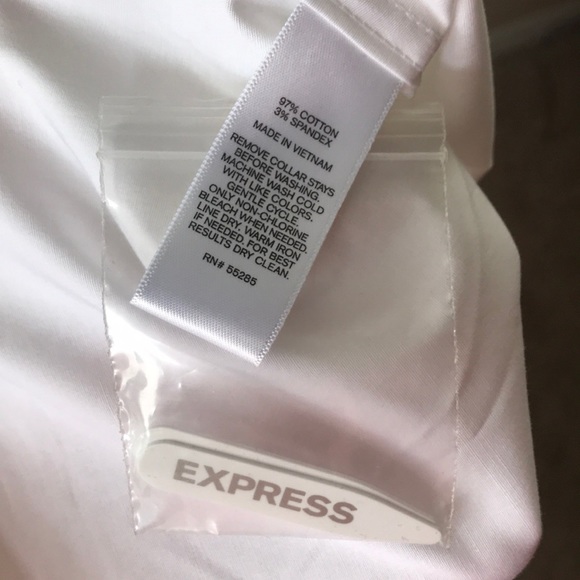 97% COTTON
3% SPANDEX
MADE IN VIETNAM
REMOVE COLLAR STAYS
BEFORE WASHING.
MACHINE WASH COLD
WITH LIKE COLORS.
GENTLE CYCLE.
ONLY NON-CHLORINE
BLEACH WHEN NEEDED.
LINE DRY, WARM IRON
IF NEEDED, FOR BEST
RESULTS DRY CLEAN.
RN# 55285
EXPRESS